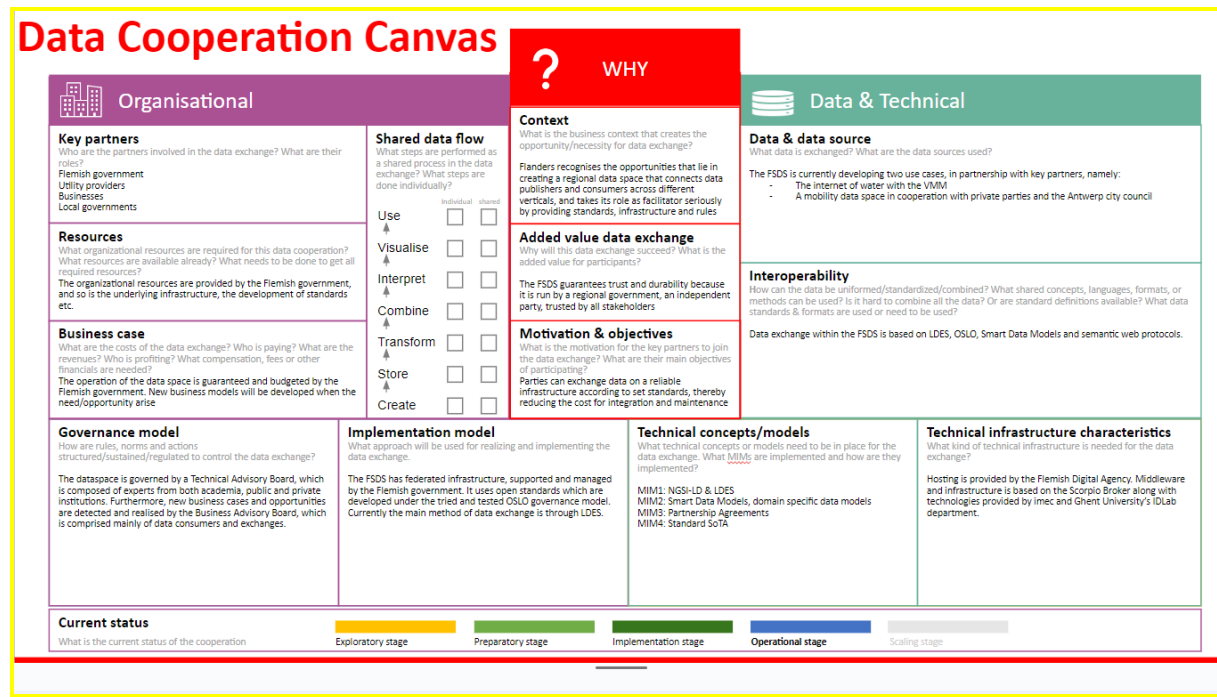 Data Cooperation Canvas
? WHY
Organisational
Data & Technical
Key partners
Who are the partners involved in the data exchange? What are their
roles?
Flemish government
Utility providers
Businesses
Local governments
Shared data flow
What steps are performed as
a shared process in the data
exchange? What steps are
done individually?
Individual shared
Use
Visualise
Interpret
Combine
Transform
Store
Create
Context
What is the business context that creates the
opportunity/necessity for data exchange?
Flanders recognises the opportunities that lie in
creating a regional data space that connects data
publishers and consumers across different
verticals, and takes its role as facilitator seriously
by providing standards, infrastructure and rules
Data & data source
What data is exchanged? What are the data sources used?
The FSDS is currently developing two use cases, in partnership with key partners, namely:
- The internet of water with the VMM
- A mobility data space in cooperation with private parties and the Antwerp city council
Resources
What organizational resources are required for this data cooperation?
What resources are available already? What needs to be done to get all
required resources?
The organizational resources are provided by the Flemish government,
and so is the underlying infrastructure, the development of standards
etc.
Added value data exchange
Why will this data exchange succeed? What is the
added value for participants?
The FSDS guarantees trust and durability because
it is run by a regional government, an independent
party, trusted by all stakeholders
Interoperability
How can the data be uniformed/standardized/combined? What shared concepts, languages, formats, or
methods can be used? Is it hard to combine all the data? Or are standard definitions available? What data
standards & formats are used or need to be used?
Data exchange within the FSDS is based on LDES, OSLO, Smart Data Models and semantic web protocols.
Business case
What are the costs of the data exchange? Who is paying? What are the
revenues? Who is profiting? What compensation, fees or other
financials are needed?
The operation of the data space is guaranteed and budgeted by the
Flemish government. New business models will be developed when the
need/opportunity arise
Motivation & objectives
What is the motivation for the key partners to join
the data exchange? What are their main objectives
of participating?
Parties can exchange data on a reliable
infrastructure according to set standards, thereby
reducing the cost for integration and maintenance
Governance model
How are rules, norms and actions
structured/sustained/regulated to control the data exchange?
The dataspace is governed by a Technical Advisory Board, which
is composed of experts from both academia, public and private
institutions. Furthermore, new business cases and opportunities
are detected and realised by the Business Advisory Board, which
is comprised mainly of data consumers and exchanges.
Implementation model
What approach will be used for realizing and implementing the
data exchange.
The FSDS has federated infrastructure, supported and managed
by the Flemish government. It uses open standards which are
developed under the tried and tested OSLO governance model.
Currently the main method of data exchange is through LDES.
Technical concepts/models
What technical concepts or models need to be in place for the
data exchange. What MIMs are implemented and how are they
implemented?
MIM1: NGSI-LD & LDES
MIM2: Smart Data Models, domain specific data models
MIM3: Partnership Agreements
MIM4: Standard SoTA
Technical infrastructure characteristics
What kind of technical infrastructure is needed for the data
exchange?
Hosting is provided by the Flemish Digital Agency. Middleware
and infrastructure is based on the Scorpio Broker along with
technologies provided by imec and Ghent University's IDLab
department.
Current status
What is the current status of the cooperation
Exploratory stage
Preparatory stage
Implementation stage
Operational stage
Scaling stage